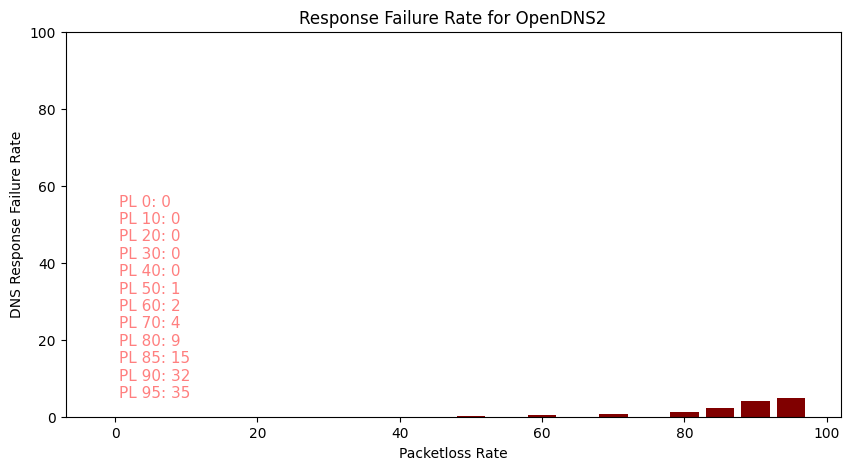 Response Failure Rate for OpenDNS2
100
80
60
40
20
0
DNS Response Failure Rate
PL 0: 0
PL 10: 0
PL 20: 0
PL 30: 0
PL 40: 0
PL 50: 1
PL 60: 2
PL 70: 4
PL 80: 9
PL 85: 15
PL 90: 32
PL 95: 35
0 20 40 60 80 100
Packetloss Rate